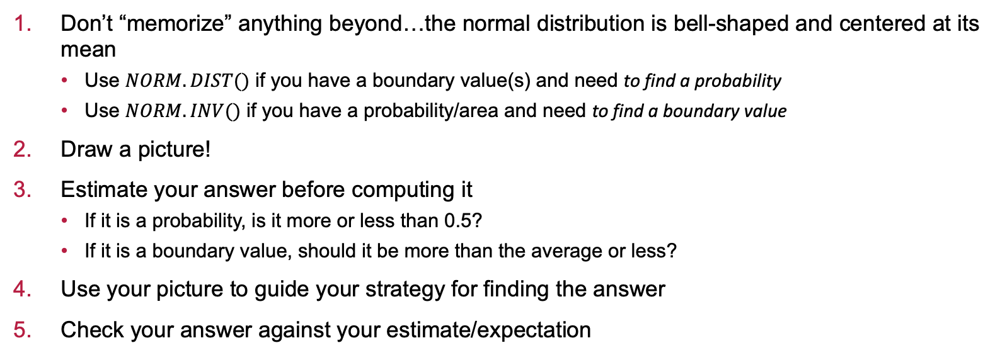 1. Don’t “memorize” anything beyond…the normal distribution is bell-shaped and centered at its
mean
• Use NORM.DIST() if you have a boundary value(s) and need to find a probability
• Use NORM.INV() if you have a probability/area and need to find a boundary value
2. Draw a picture!
3. Estimate your answer before computing it
• If it is a probability, is it more or less than 0.5?
• If it is a boundary value, should it be more than the average or less?
4. Use your picture to guide your strategy for finding the answer
5. Check your answer against your estimate/expectation